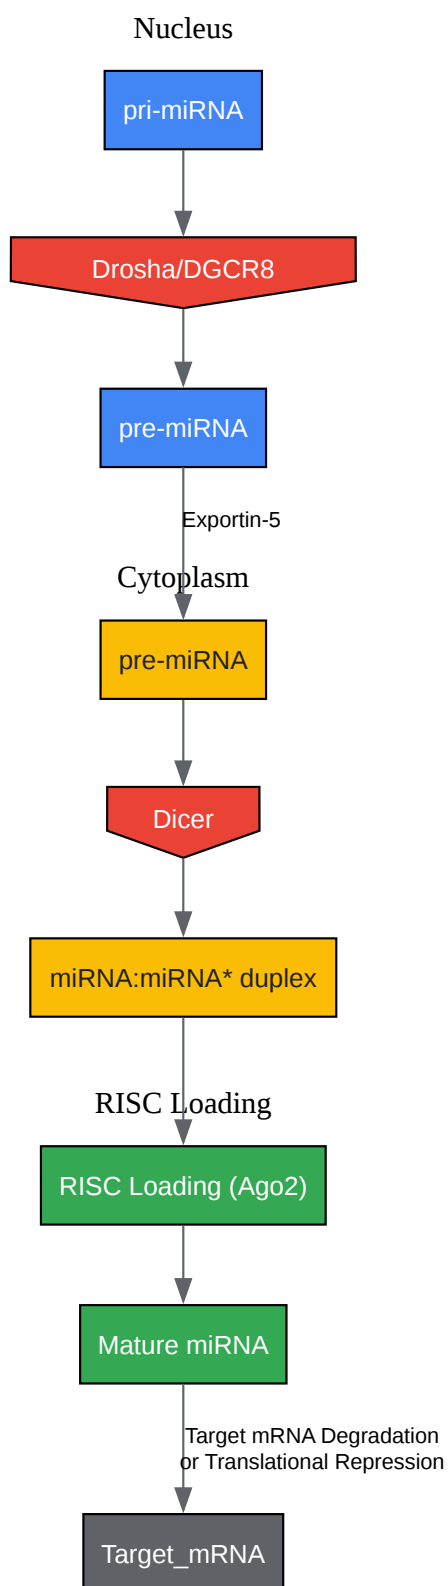 Nucleus
pri-miRNA
Drosha/DGCR8
pre-miRNA
Exportin-5
Cytoplasm
pre-miRNA
Dicer
miRNA:miRNA* duplex
RISC Loading
RISC Loading (Ago2)
Mature miRNA
Target mRNA Degradation
or Translational Repression
Target_mRNA